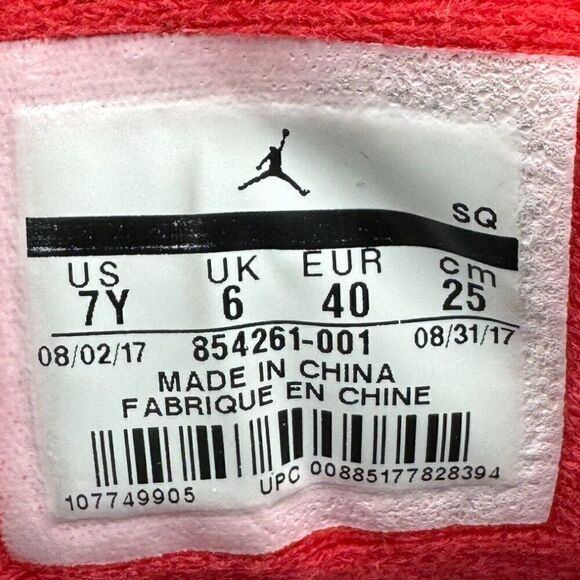 SQ
US UK EUR cm
7Y 6 40 25
08/02/17 854261-001 08/31/17
MADE IN CHINA
FABRIQUE EN CHINE
107749905 UPC 00885177828394